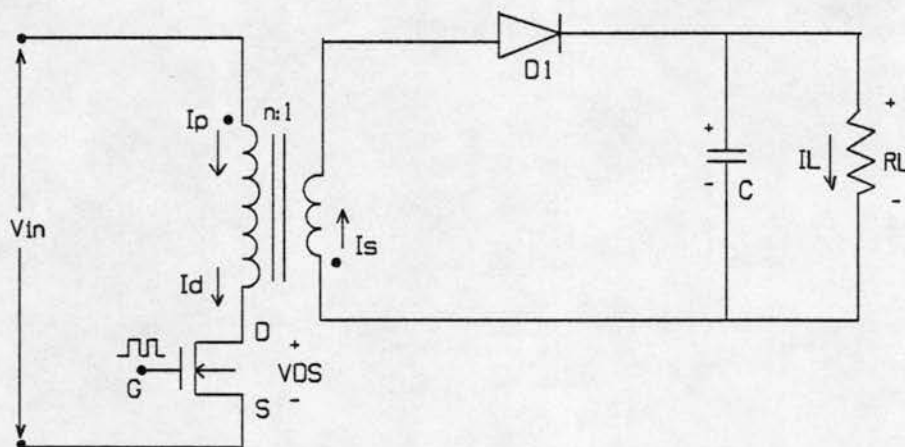 D1
Ip
n:1
+
+
+
IL
RL
-
C
-
Vin
Is
Id
D
+
VDS
G
-
S